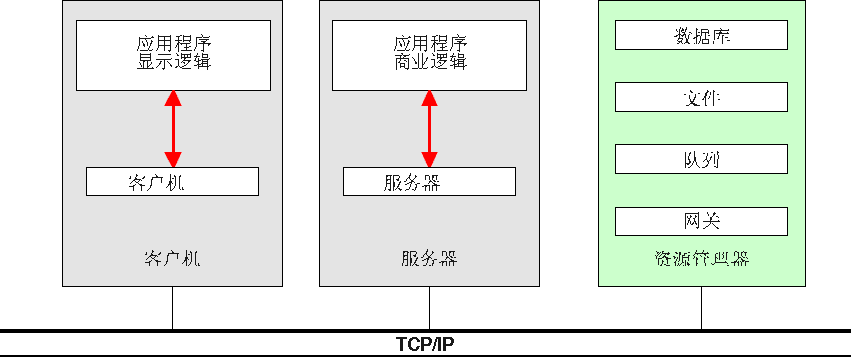 应用程序
显示逻辑
客户机
客户机
应用程序
商业逻辑
服务器
服务器
数据库
文件
队列
网关
资源管理器
TCP/IP